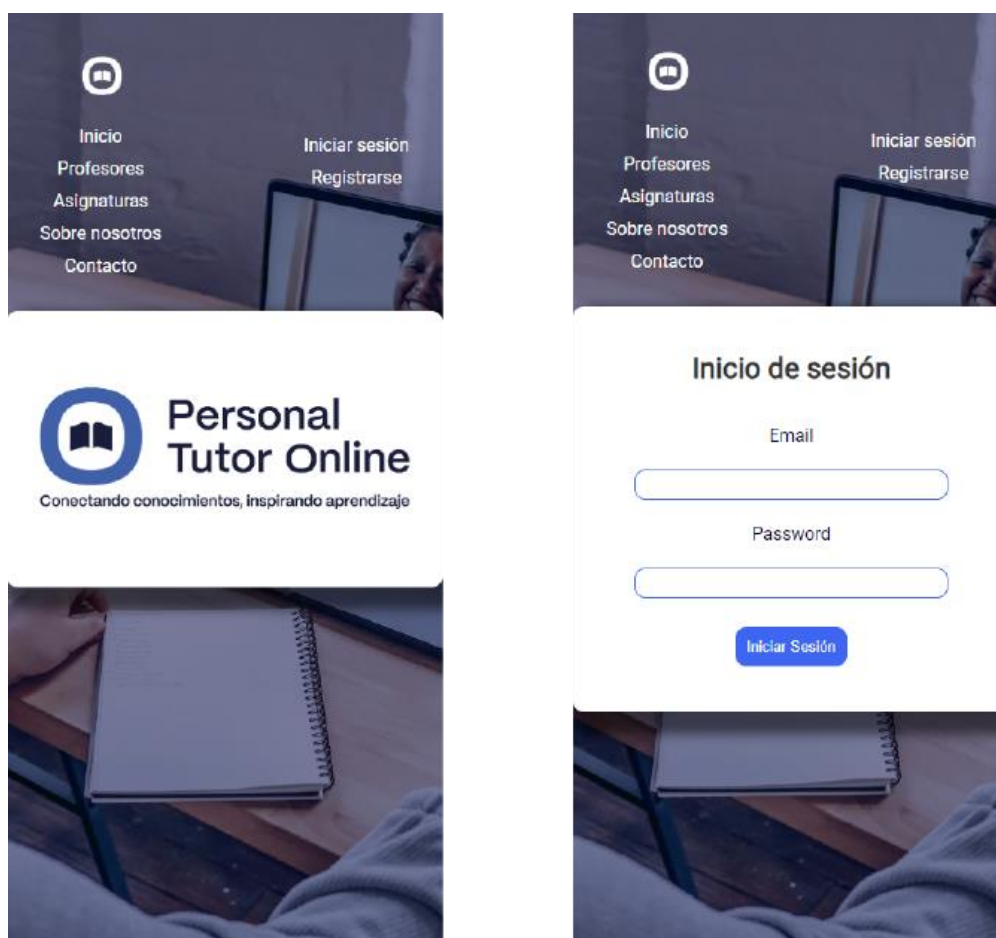 Inicio
Profesores
Asignaturas
Sobre nosotros
Contacto
Iniciar sesión
Registrarse
Personal
Tutor Online
Conectando conocimientos, inspirando aprendizaje
Inicio
Profesores
Asignaturas
Sobre nosotros
Contacto
Iniciar sesión
Registrarse
Inicio de sesión
Email
Password
Iniciar Sesión